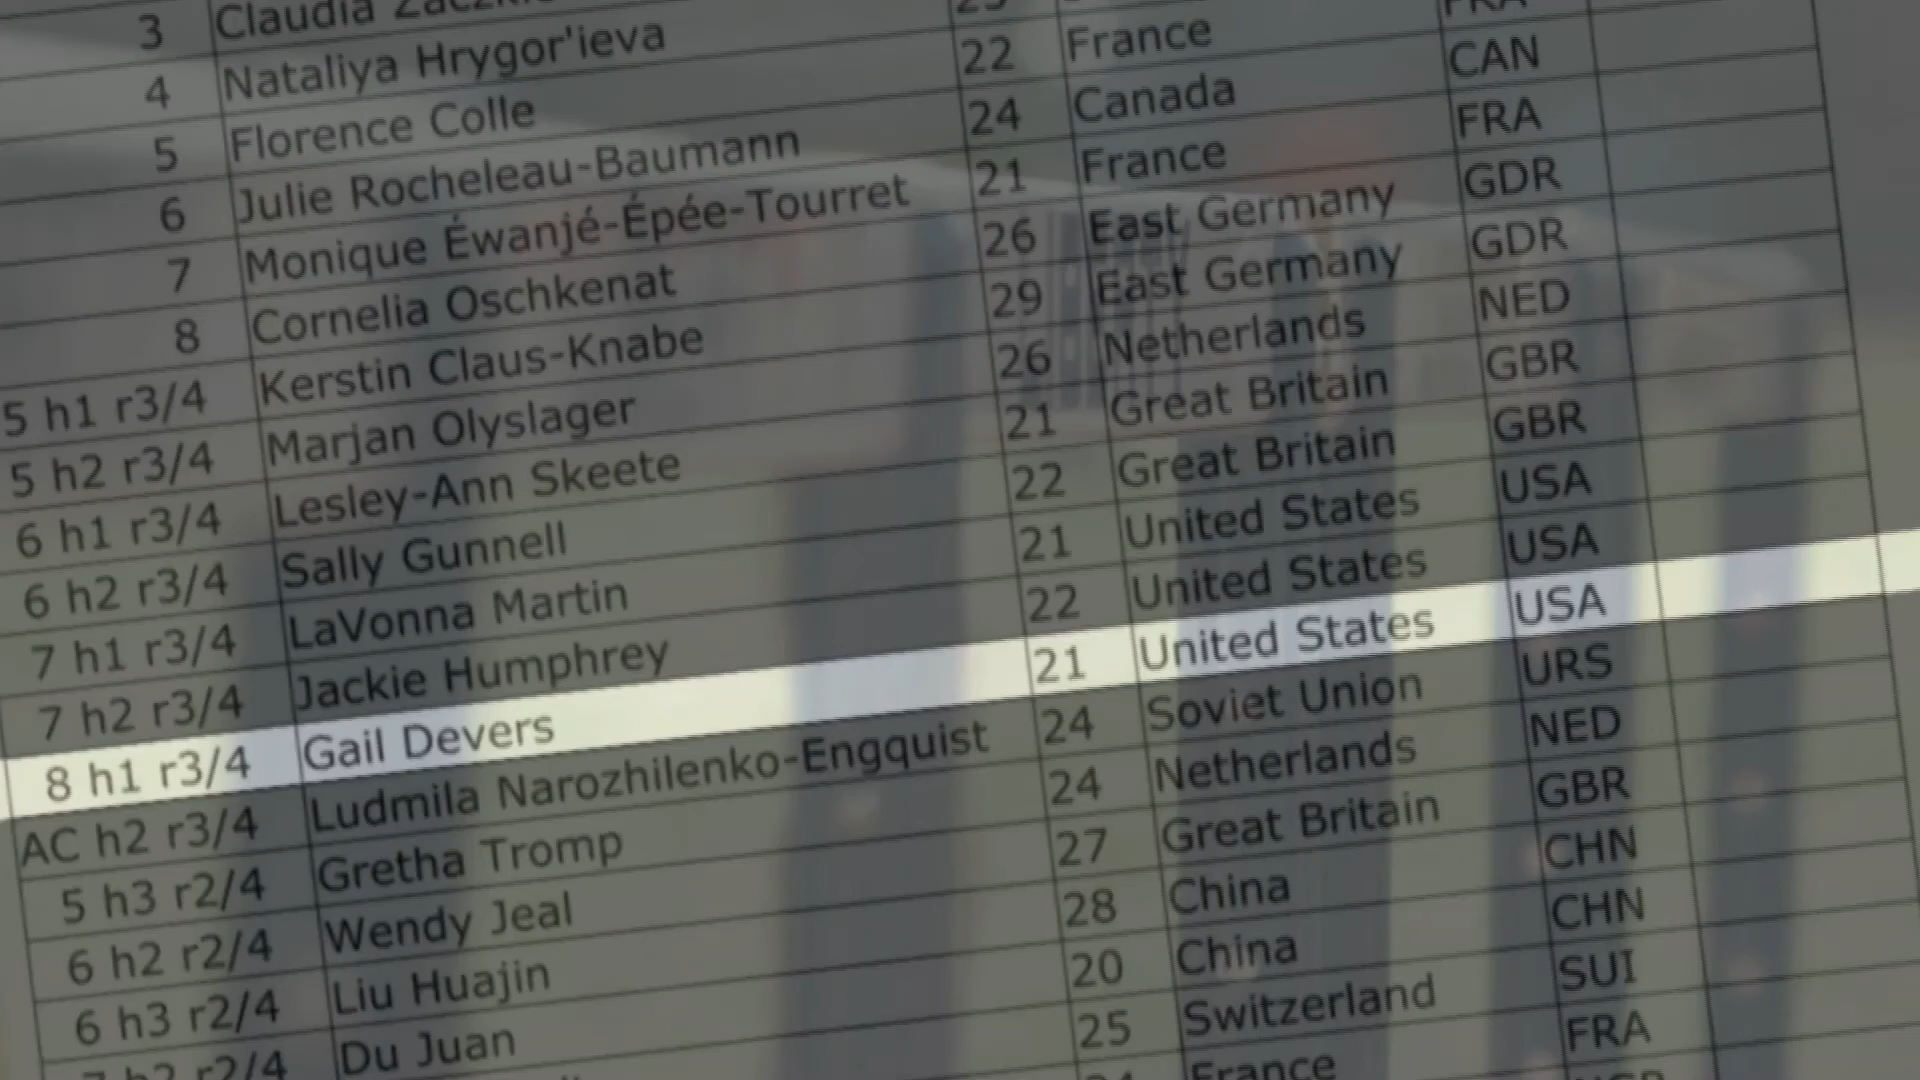 3 Claudia
4 Nataliya Hrygor'ieva
5 Florence Colle 22 France FRA
6 Julie Rocheleau-Baumann 24 Canada CAN
7 Monique Éwanjé-Épée-Tourret 21 France FRA
8 Cornelia Oschkenat 26 East Germany GDR
5 h1 r3/4 Kerstin Claus-Knabe 29 East Germany GDR
5 h2 r3/4 Marjan Olyslager 26 Netherlands NED
6 h1 r3/4 Lesley-Ann Skeete 21 Great Britain GBR
6 h2 r3/4 Sally Gunnell 22 Great Britain GBR
7 h1 r3/4 LaVonna Martin 21 United States USA
7 h2 r3/4 Jackie Humphrey 22 United States USA
8 h1 r3/4 Gail Devers 21 United States USA
AC h2 r3/4 Ludmila Narozhilenko-Engquist 24 Soviet Union URS
5 h3 r2/4 Gretha Tromp 24 Netherlands NED
6 h2 r2/4 Wendy Jeal 27 Great Britain GBR
6 h3 r2/4 Liu Huajin 28 China CHN
r2/4 Du Juan 20 China CHN
25 Switzerland SUI
France FRA